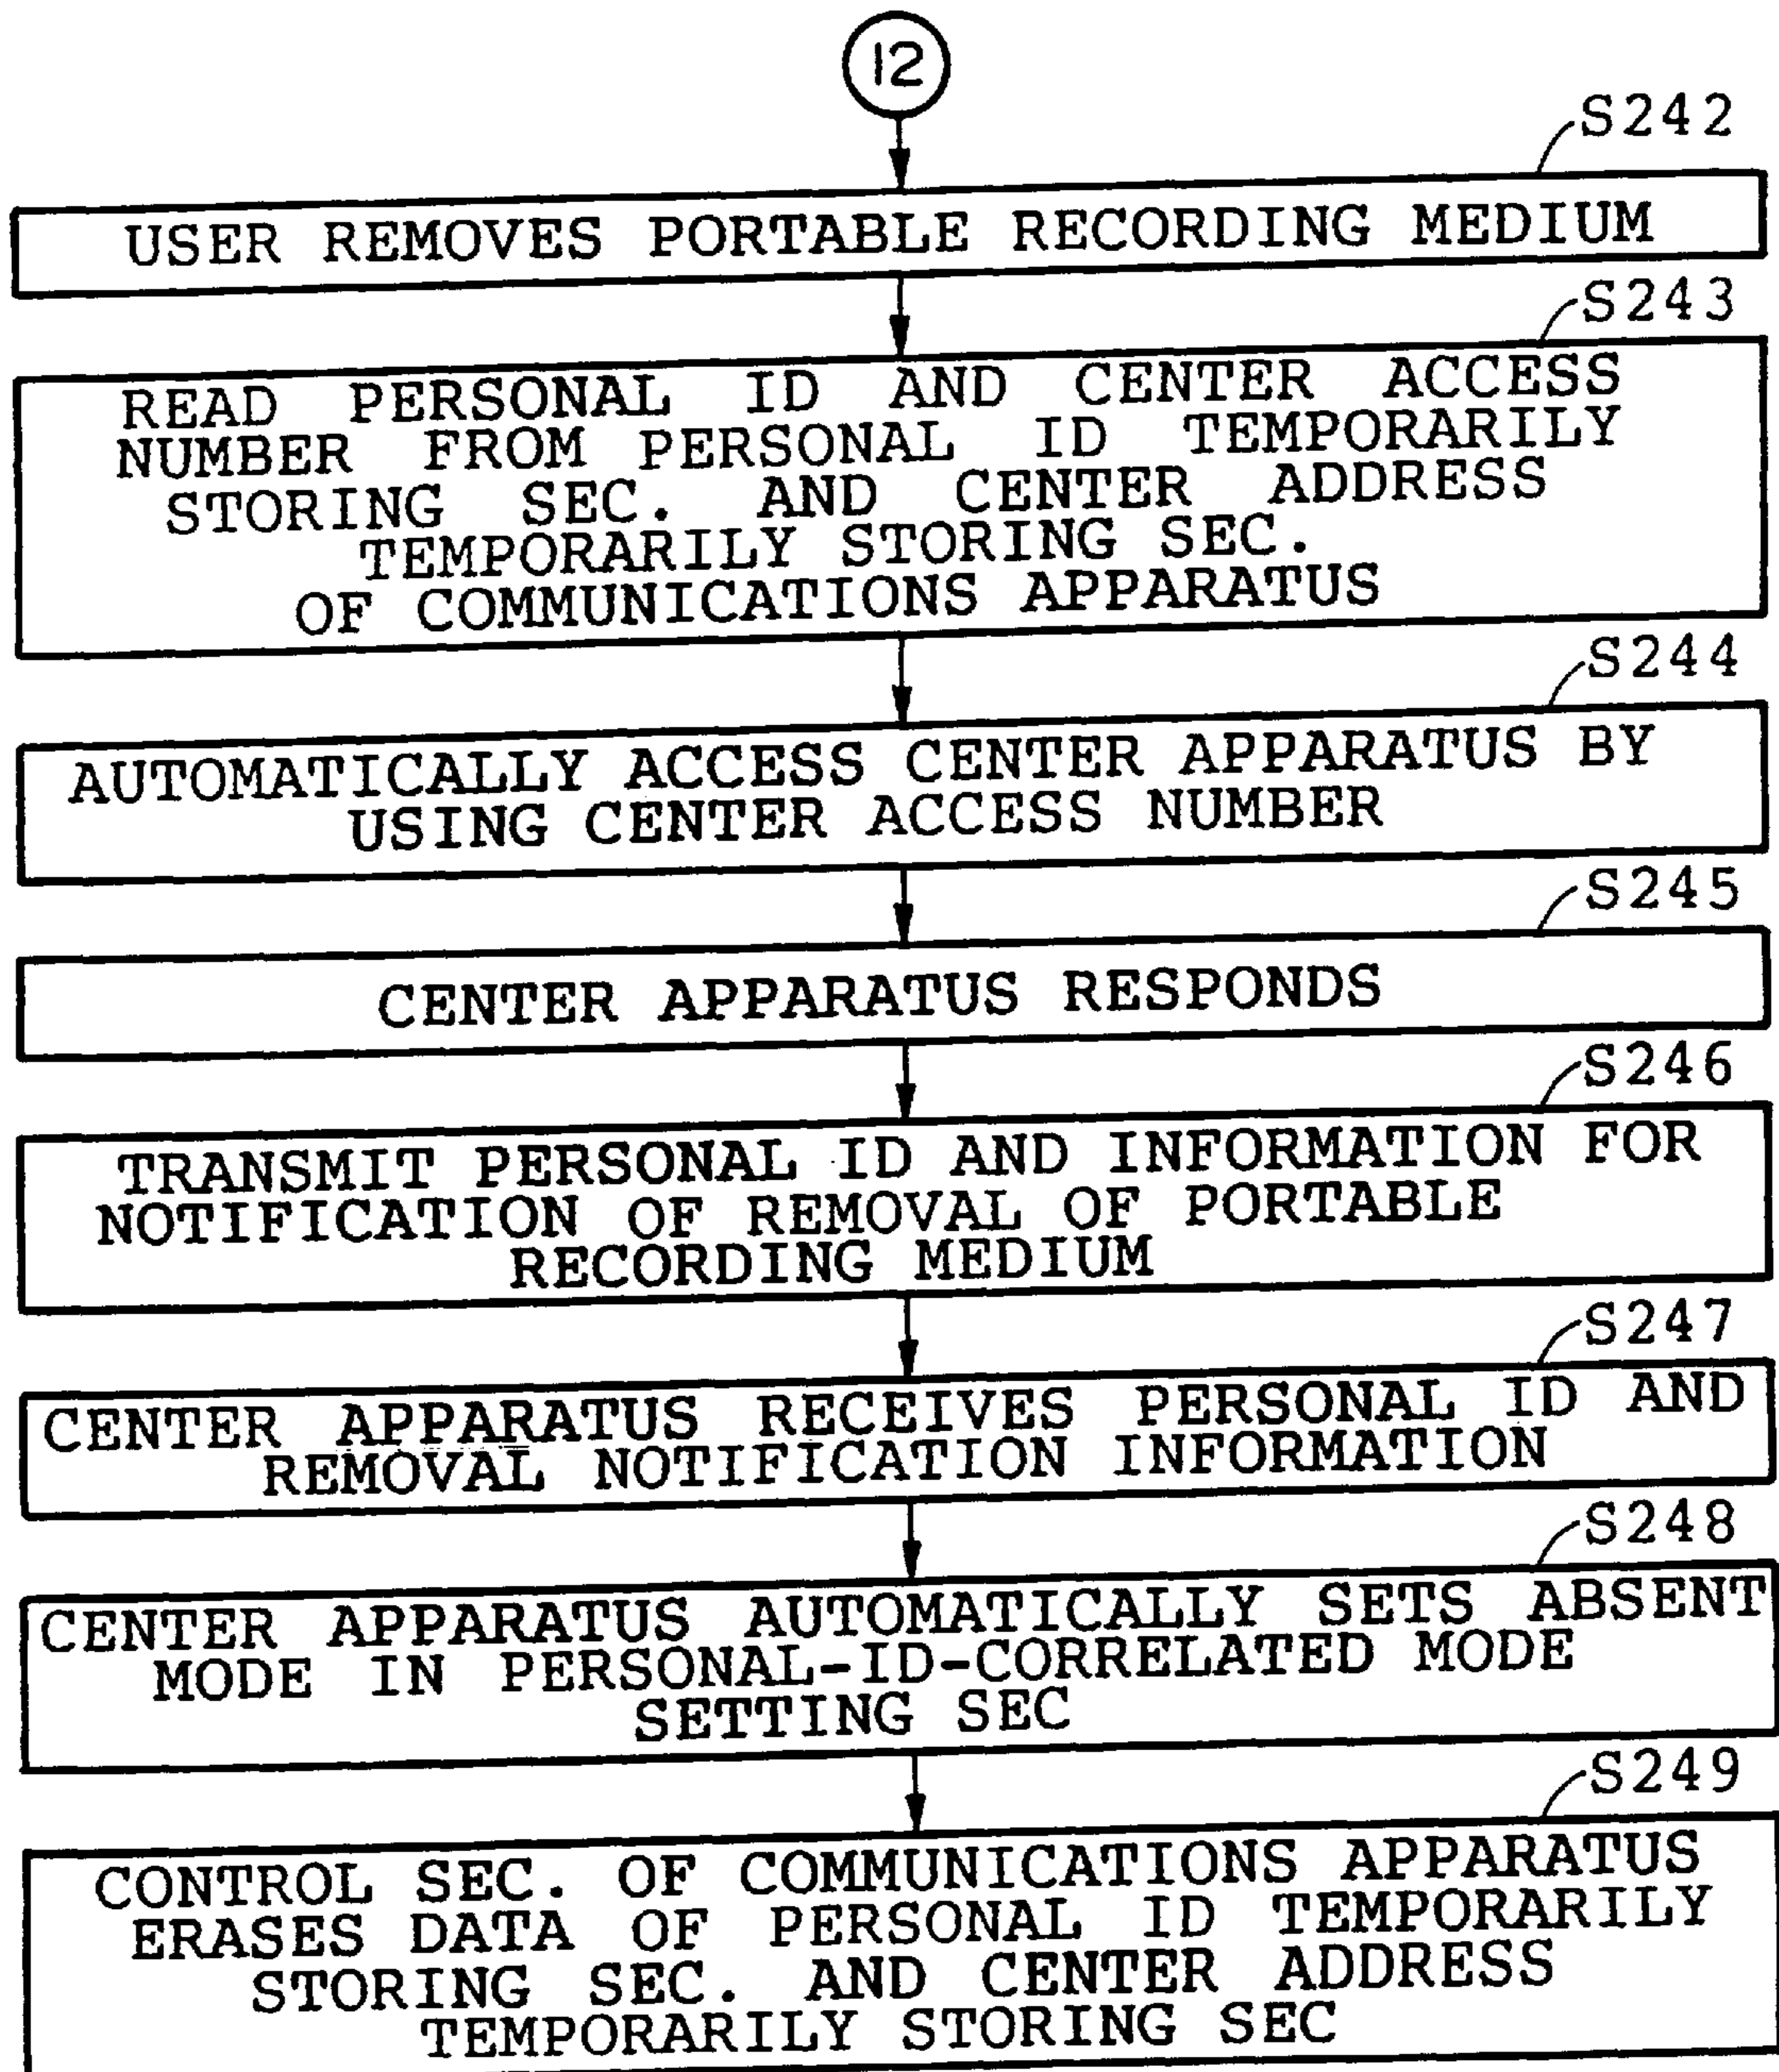 12
S242
USER REMOVES PORTABLE RECORDING MEDIUM
S243
READ PERSONAL ID AND CENTER ACCESS
NUMBER FROM PERSONAL ID TEMPORARILY
STORING SEC. AND CENTER ADDRESS
TEMPORARILY STORING SEC.
OF COMMUNICATIONS APPARATUS
S244
AUTOMATICALLY ACCESS CENTER APPARATUS BY
USING CENTER ACCESS NUMBER
S245
CENTER APPARATUS RESPONDS
S246
TRANSMIT PERSONAL ID AND INFORMATION FOR
NOTIFICATION OF REMOVAL OF PORTABLE
RECORDING MEDIUM
S247
CENTER APPARATUS RECEIVES PERSONAL ID AND
REMOVAL NOTIFICATION INFORMATION
S248
CENTER APPARATUS AUTOMATICALLY SETS ABSENT
MODE IN PERSONAL-ID-CORRELATED MODE
SETTING SEC
S249
CONTROL SEC. OF COMMUNICATIONS APPARATUS
ERASES DATA OF PERSONAL ID TEMPORARILY
STORING SEC. AND CENTER ADDRESS
TEMPORARILY STORING SEC